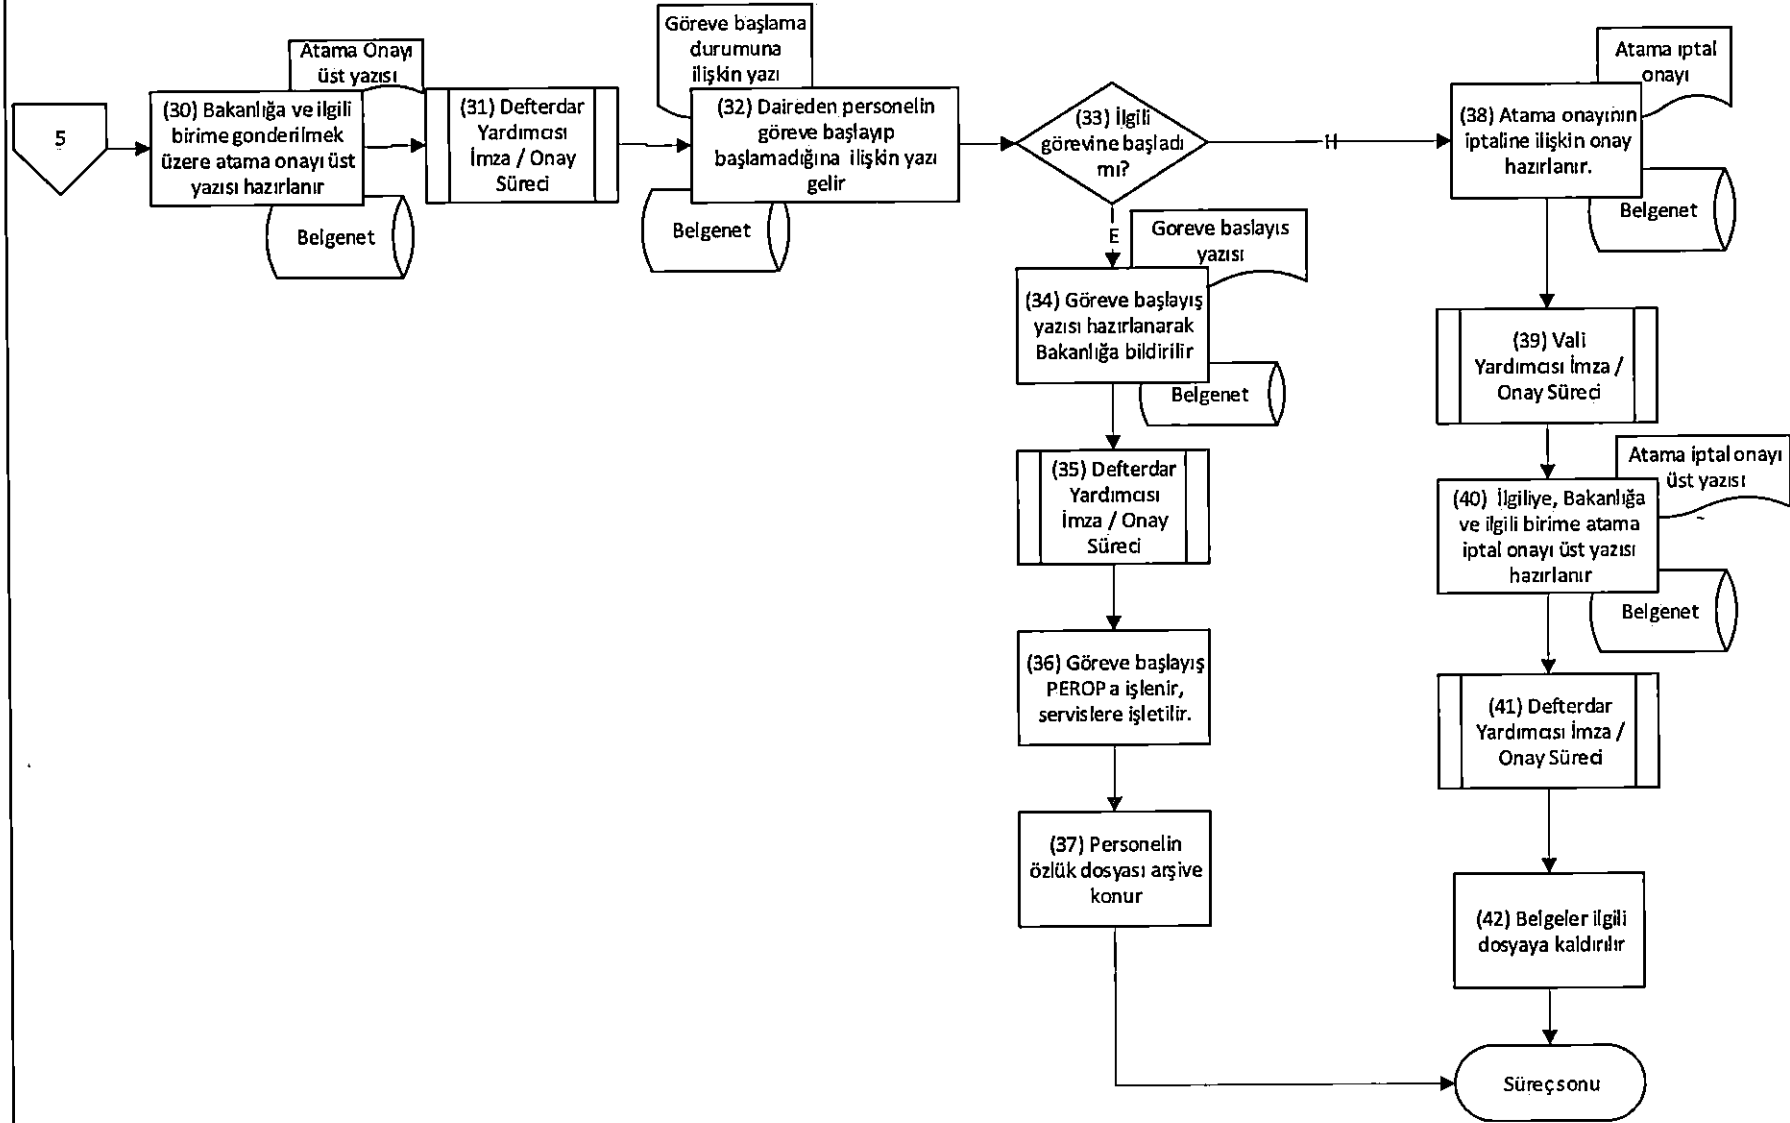 5
Atama Onayı
üst yazısı
(30) Bakanlığa ve ilgili
birime gonderilmek
üzere atama onayı üst
yazısı hazırlanır
Belgenet
(31) Defterdar
Yardımcısı
İmza / Onay
Süreci
Göreve başlama
durumuna
ilişkin yazı
(32) Daireden personelin
göreve başlayıp
başlamadığına ilişkin yazı
gelir
Belgenet
(33) İlgili
görevine başladı
mı?
H
E
Goreve baslayıs
yazısı
(34) Göreve başlayış
yazısı hazırlanarak
Bakanlığa bildirilir
Belgenet
(35) Defterdar
Yardımcısı
İmza / Onay
Süreci
(36) Göreve başlayış
PEROP a işlenir,
servislere işletilir.
(37) Personelin
özlük dosyası arşive
konur
Atama ıptal
onayı
(38) Atama onayının
iptaline ilişkin onay
hazırlanır.
Belgenet
(39) Vali
Yardımcısı İmza /
Onay Süreci
Atama iptal onayı
üst yazısı
(40) İlgiliye, Bakanlığa
ve ilgili birime atama
iptal onayı üst yazısı
hazırlanır
Belgenet
(41) Defterdar
Yardımcısı İmza /
Onay Süreci
(42) Belgeler ilgili
dosyaya kaldırılır
Süreç sonu